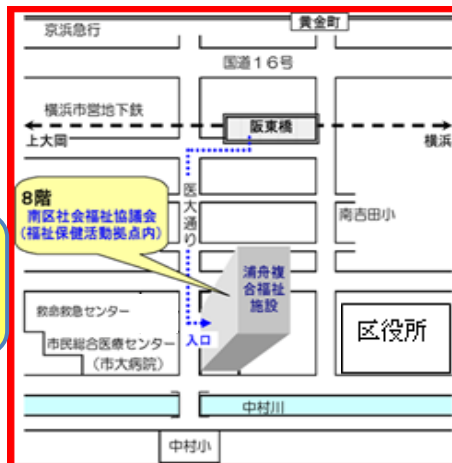 黄金町
京浜急行
国道16号
横浜市営地下鉄
阪東橋
上大岡
横浜
医大通り
8階
南区社会福祉協議会
(福祉保健活動拠点内)
南吉田小
浦舟複
合福祉
施設
救命救急センター
市民総合医療センター
(市大病院)
入口
区役所
中村川
中村小